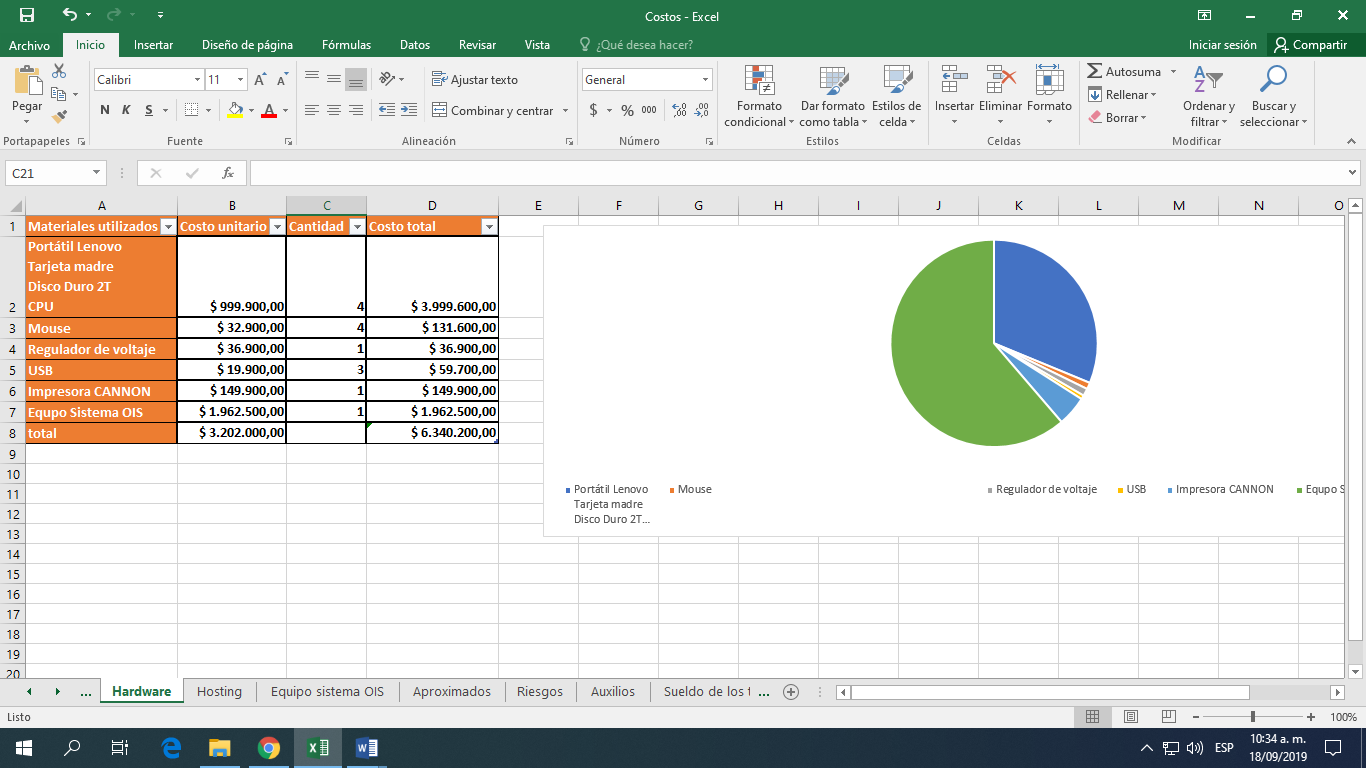 Costos - Excel
Archivo Inicio Insertar Diseño de página Fórmulas Datos Revisar Vista ¿Qué desea hacer? Iniciar sesión Compartir
Pegar
Calibri 11
N K S A
Ajustar texto
Combinar y centrar
General
$ % 000
Formato condicional
Dar formato como tabla
Estilos de celda
Insertar Eliminar Formato
Autosuma
Rellenar
Borrar
Ordenar y filtrar
Buscar y seleccionar
Portapapeles Fuente Alineación Número Estilos Celdas Modificar
C21 fx
A B C D E F G H I J K L M N O
1 Materiales utilizados Costo unitario Cantidad Costo total
Portátil Lenovo
Tarjeta madre
Disco Duro 2T
2 CPU $ 999.900,00 4 $ 3.999.600,00
3 Mouse $ 32.900,00 4 $ 131.600,00
4 Regulador de voltaje $ 36.900,00 1 $ 36.900,00
5 USB $ 19.900,00 3 $ 59.700,00
6 Impresora CANNON $ 149.900,00 1 $ 149.900,00
7 Equpo Sistema OIS $ 1.962.500,00 1 $ 1.962.500,00
8 total $ 3.202.000,00 $ 6.340.200,00
9
10
11
12
13
14
15
16
17
18
19
20
Portátil Lenovo
Tarjeta madre
Disco Duro 2T...
Mouse
Regulador de voltaje
USB
Impresora CANNON
Equpo S
... Hardware Hosting Equipo sistema OIS Aproximados Riesgos Auxilios Sueldo de los t ...
Listo 100%
ESP
10:34 a. m.
18/09/2019